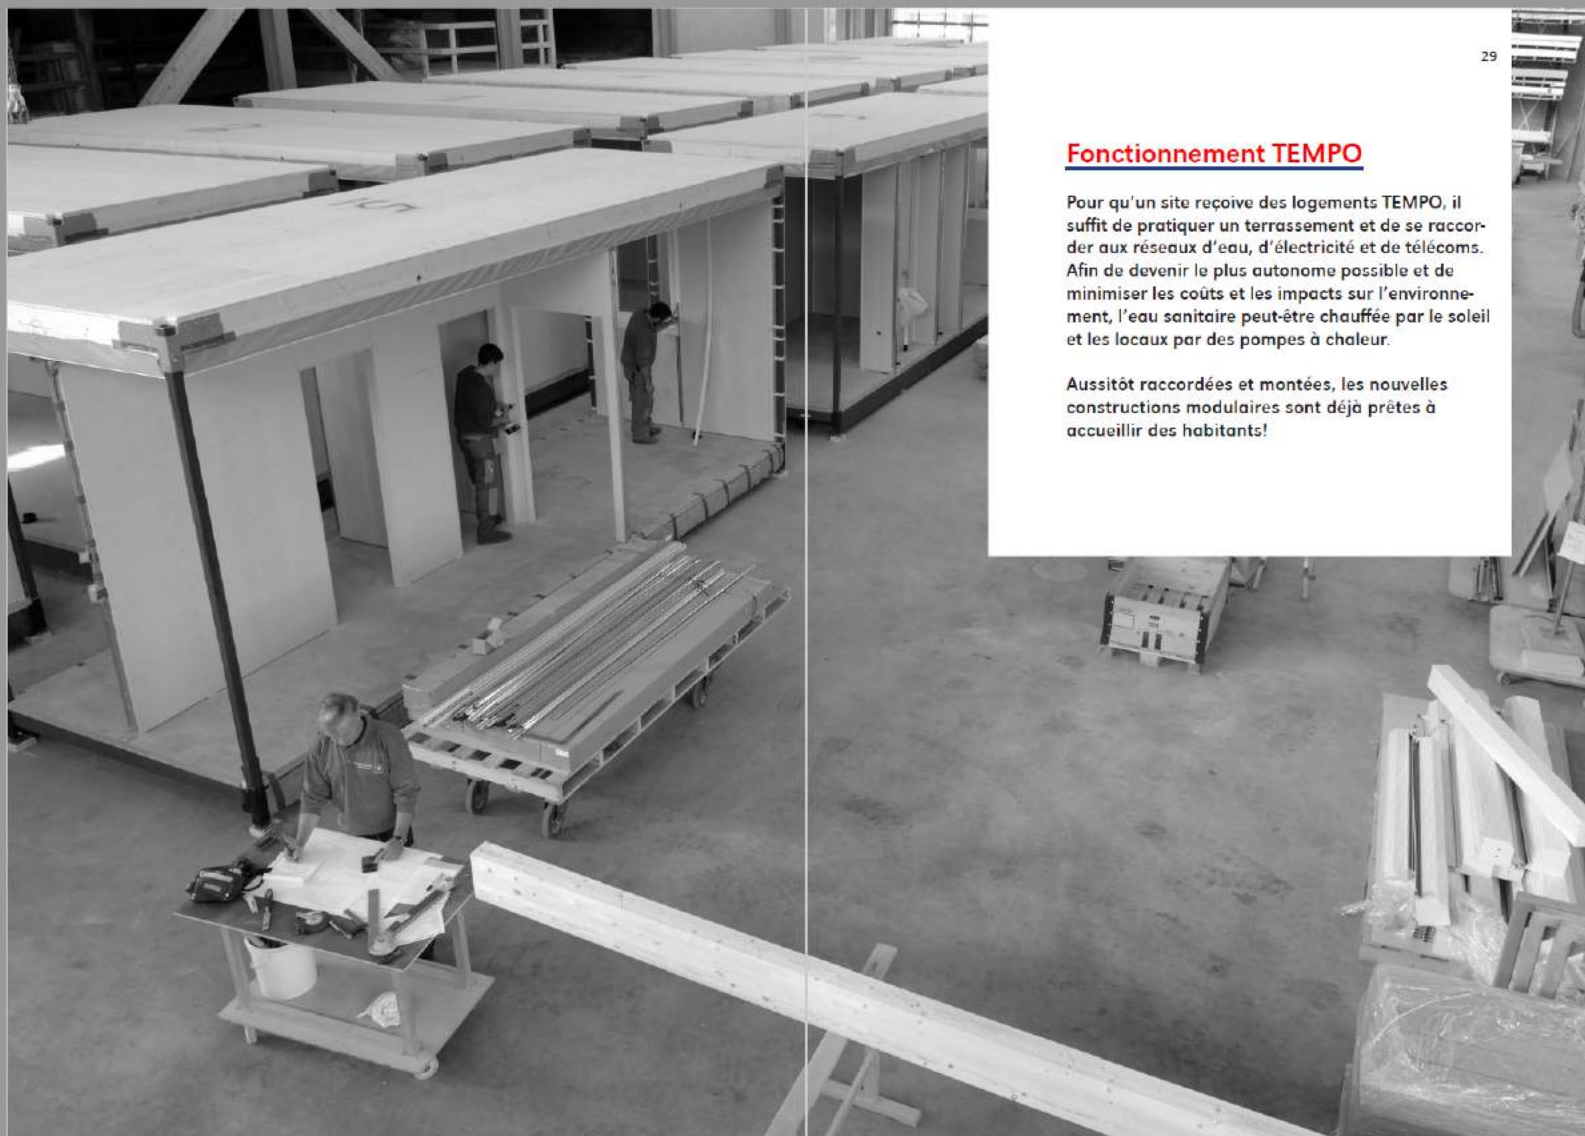 29
Fonctionnement TEMPO
Pour qu'un site reçoive des logements TEMPO, il
suffit de pratiquer un terrassement et de se raccor-
der aux réseaux d'eau, d'électricité et de télécoms.
Afin de devenir le plus autonome possible et de
minimiser les coûts et les impacts sur l'environne-
ment, l'eau sanitaire peut-être chauffée par le soleil
et les locaux par des pompes à chaleur.
Aussitôt raccordées et montées, les nouvelles
constructions modulaires sont déjà prêtes à
accueillir des habitants!